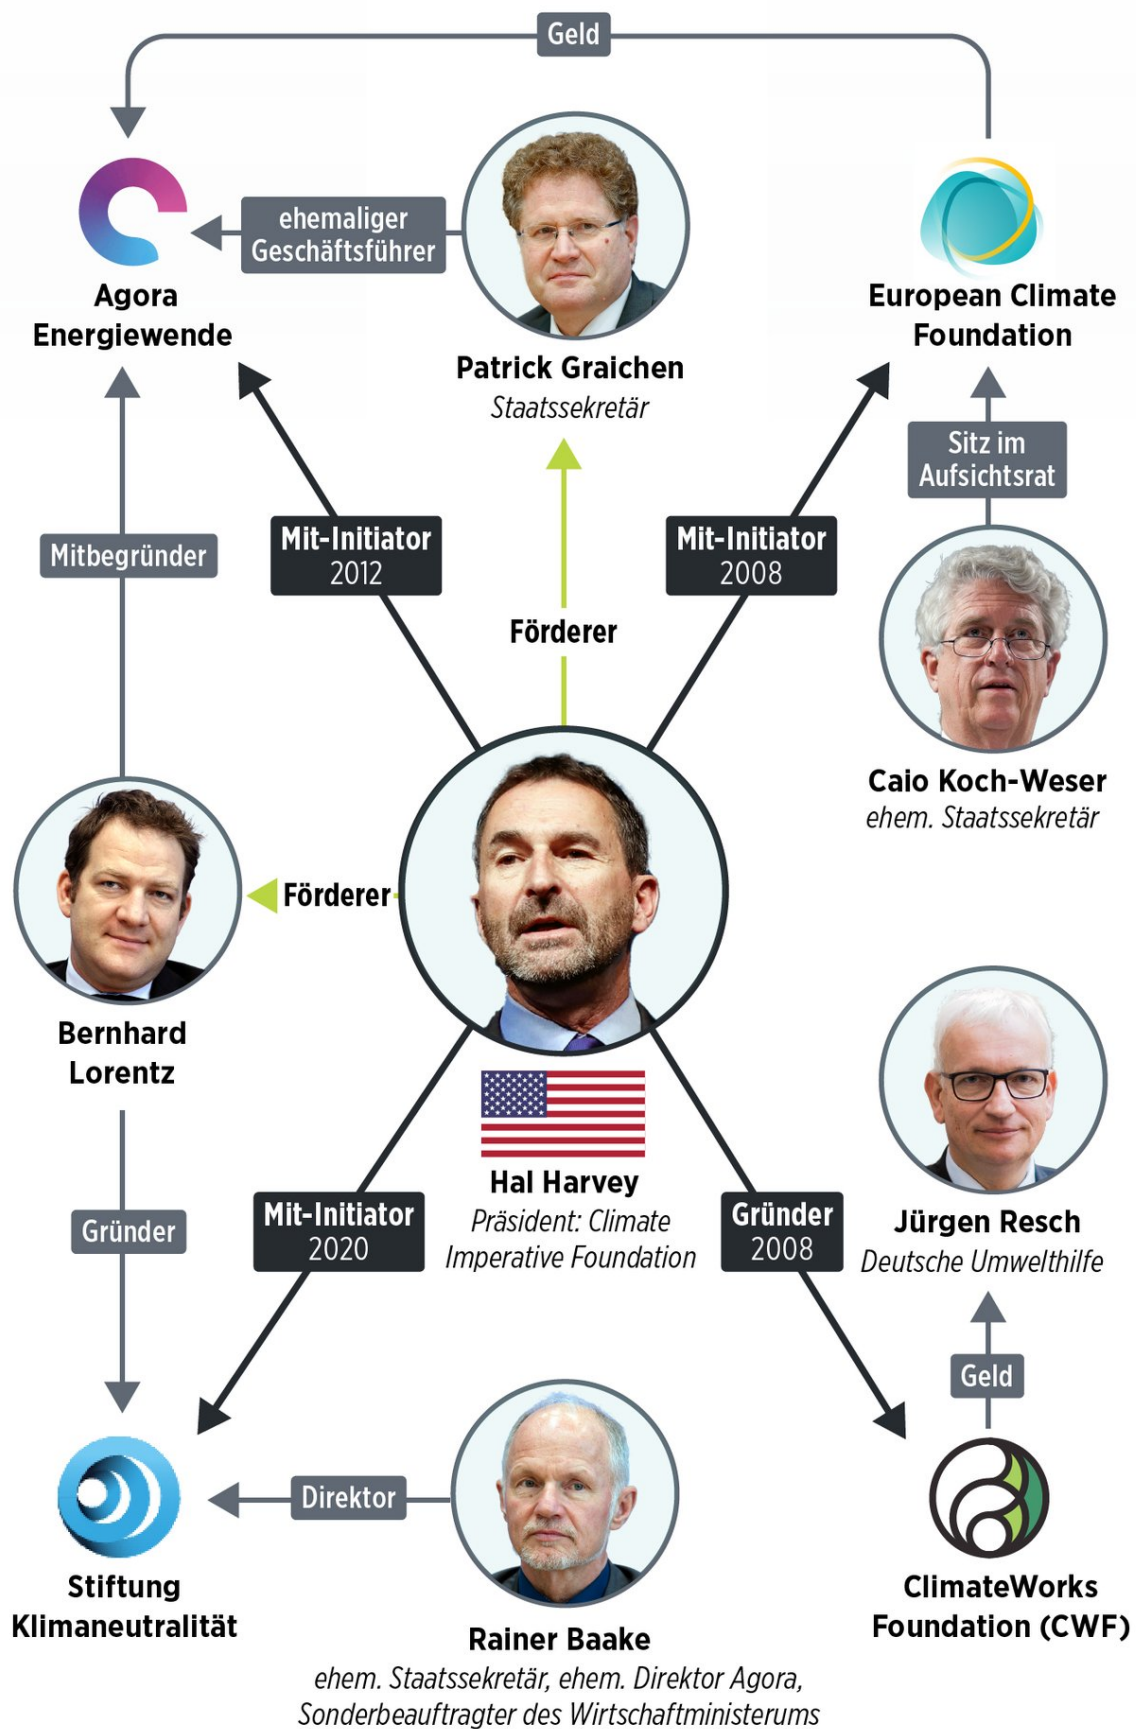 Geld
ehemaliger
Geschäftsführer
Agora
Energiewende
European Climate
Foundation
Patrick Graichen
Staatssekretär
Sitz im
Aufsichtsrat
Mit-Initiator
2012
Mit-Initiator
2008
Mitbegründer
Förderer
Caio Koch-Weser
ehem. Staatssekretär
Förderer
Bernhard
Lorentz
Hal Harvey
Präsident: Climate
Imperative Foundation
Jürgen Resch
Deutsche Umwelthilfe
Gründer
Mit-Initiator
2020
Gründer
2008
Geld
Direktor
Stiftung
Klimaneutralität
ClimateWorks
Foundation (CWF)
Rainer Baake
ehem. Staatssekretär, ehem. Direktor Agora,
Sonderbeauftragter des Wirtschaftministerums